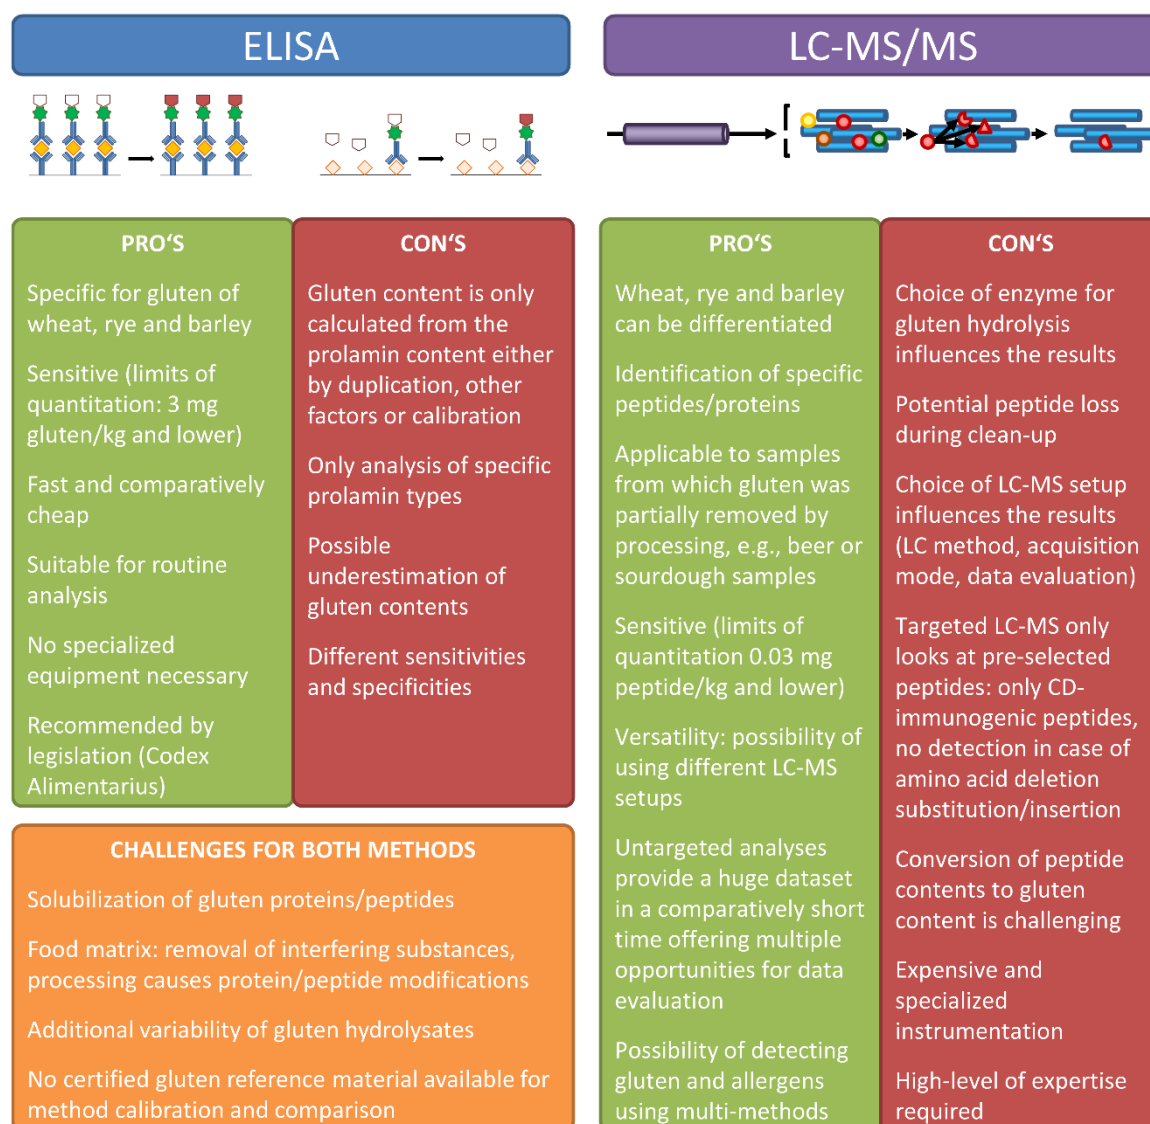 ELISA
PRO‘S
Specific for gluten of
wheat, rye and barley
Sensitive (limits of
quantitation: 3 mg
gluten/kg and lower)
Fast and comparatively
cheap
Suitable for routine
analysis
No specialized
equipment necessary
Recommended by
legislation (Codex
Alimentarius)
CON‘S
Gluten content is only
calculated from the
prolamin content either
by duplication, other
factors or calibration
Only analysis of specific
prolamin types
Possible
underestimation of
gluten contents
Different sensitivities
and specificities
CHALLENGES FOR BOTH METHODS
Solubilization of gluten proteins/peptides
Food matrix: removal of interfering substances,
processing causes protein/peptide modifications
Additional variability of gluten hydrolysates
No certified gluten reference material available for
method calibration and comparison
LC-MS/MS
PRO‘S
Wheat, rye and barley
can be differentiated
Identification of specific
peptides/proteins
Applicable to samples
from which gluten was
partially removed by
processing, e.g., beer or
sourdough samples
Sensitive (limits of
quantitation 0.03 mg
peptide/kg and lower)
Versatility: possibility of
using different LC-MS
setups
Untargeted analyses
provide a huge dataset
in a comparatively short
time offering multiple
opportunities for data
evaluation
Possibility of detecting
gluten and allergens
using multi-methods
CON‘S
Choice of enzyme for
gluten hydrolysis
influences the results
Potential peptide loss
during clean-up
Choice of LC-MS setup
influences the results
(LC method, acquisition
mode, data evaluation)
Targeted LC-MS only
looks at pre-selected
peptides: only CD-
immunogenic peptides,
no detection in case of
amino acid deletion
substitution/insertion
Conversion of peptide
contents to gluten
content is challenging
Expensive and
specialized
instrumentation
High-level of expertise
required